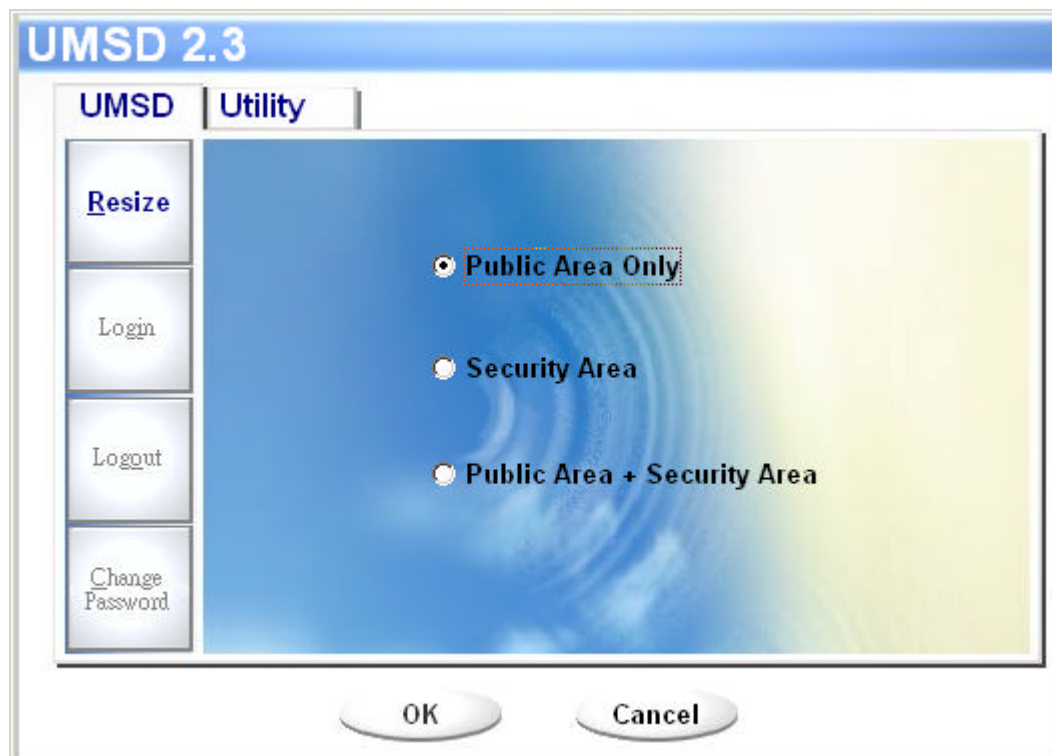 UMSD 2.3
UMSD Utility
Resize
Login
Logout
Change
Password
Public Area Only
Security Area
Public Area + Security Area
OK Cancel